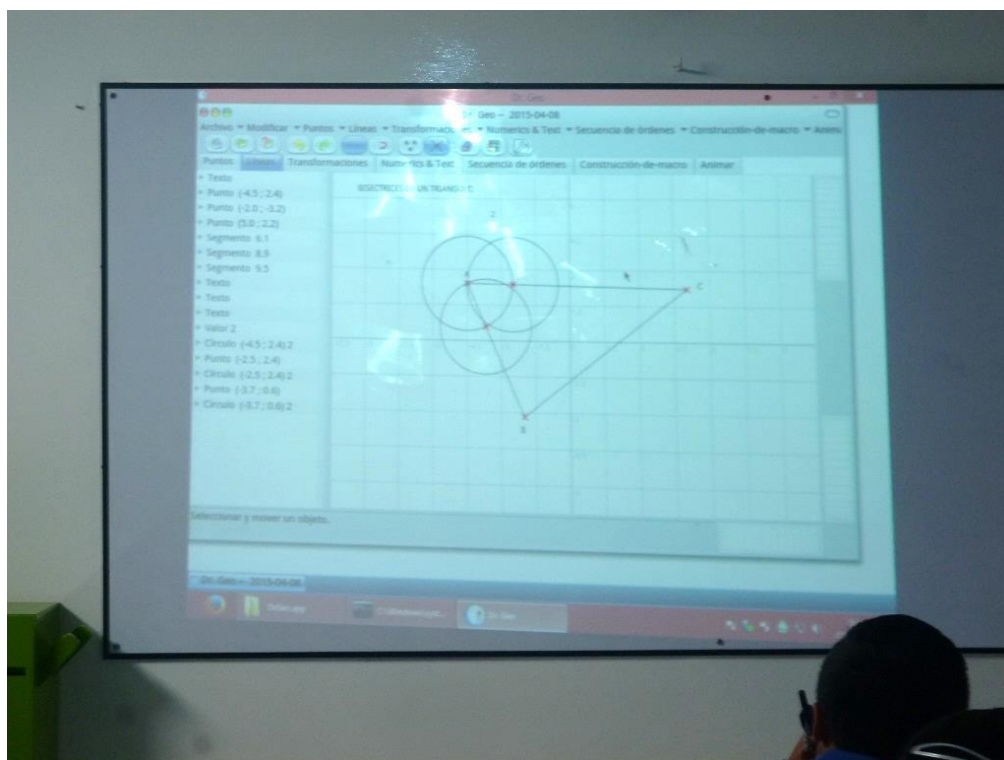 Dr. Geo
Dr. Geo -- 2015-04-08
Archivo Modificar Puntos Líneas Transformaciones Numerics & Text Secuencia de órdenes Construcción-de-macro Anim
Puntos Líneas Transformaciones Numerics & Text Secuencia de órdenes Construcción-de-macro Animar
Texto
Punto (-4.5 ; 2.4)
Punto (-2.0 ; -3.2)
Punto (5.0 ; 2.2)
Segmento 6.1
Segmento 8.9
Segmento 9.5
Texto
Texto
Texto
Valor 2
Círculo (-4.5 ; 2.4) 2
Punto (-2.5 ; 2.4)
Círculo (-2.5 ; 2.4) 2
Punto (-3.7 ; 0.6)
Círculo (-3.7 ; 0.6) 2
BISECTRICES UN TRIANGULO
2
A
C
B
Seleccionar y mover un objeto.
Dr. Geo -- 2015-04-08
Dr. Geo